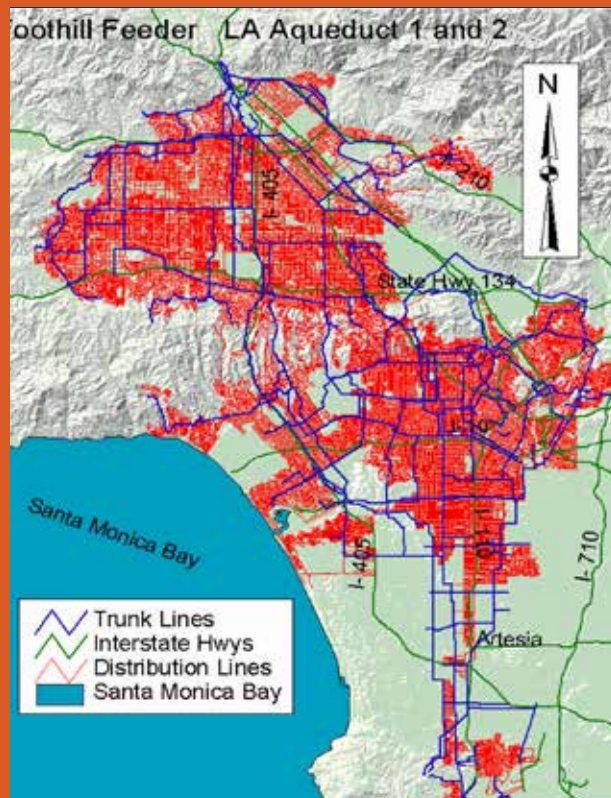 Foothill Feeder LA Aqueduct 1 and 2
N
I-405
I-210
State Hwy 134
I-10
Santa Monica Bay
I-405
I-110
I-710
Artesia
Trunk Lines
Interstate Hwys
Distribution Lines
Santa Monica Bay